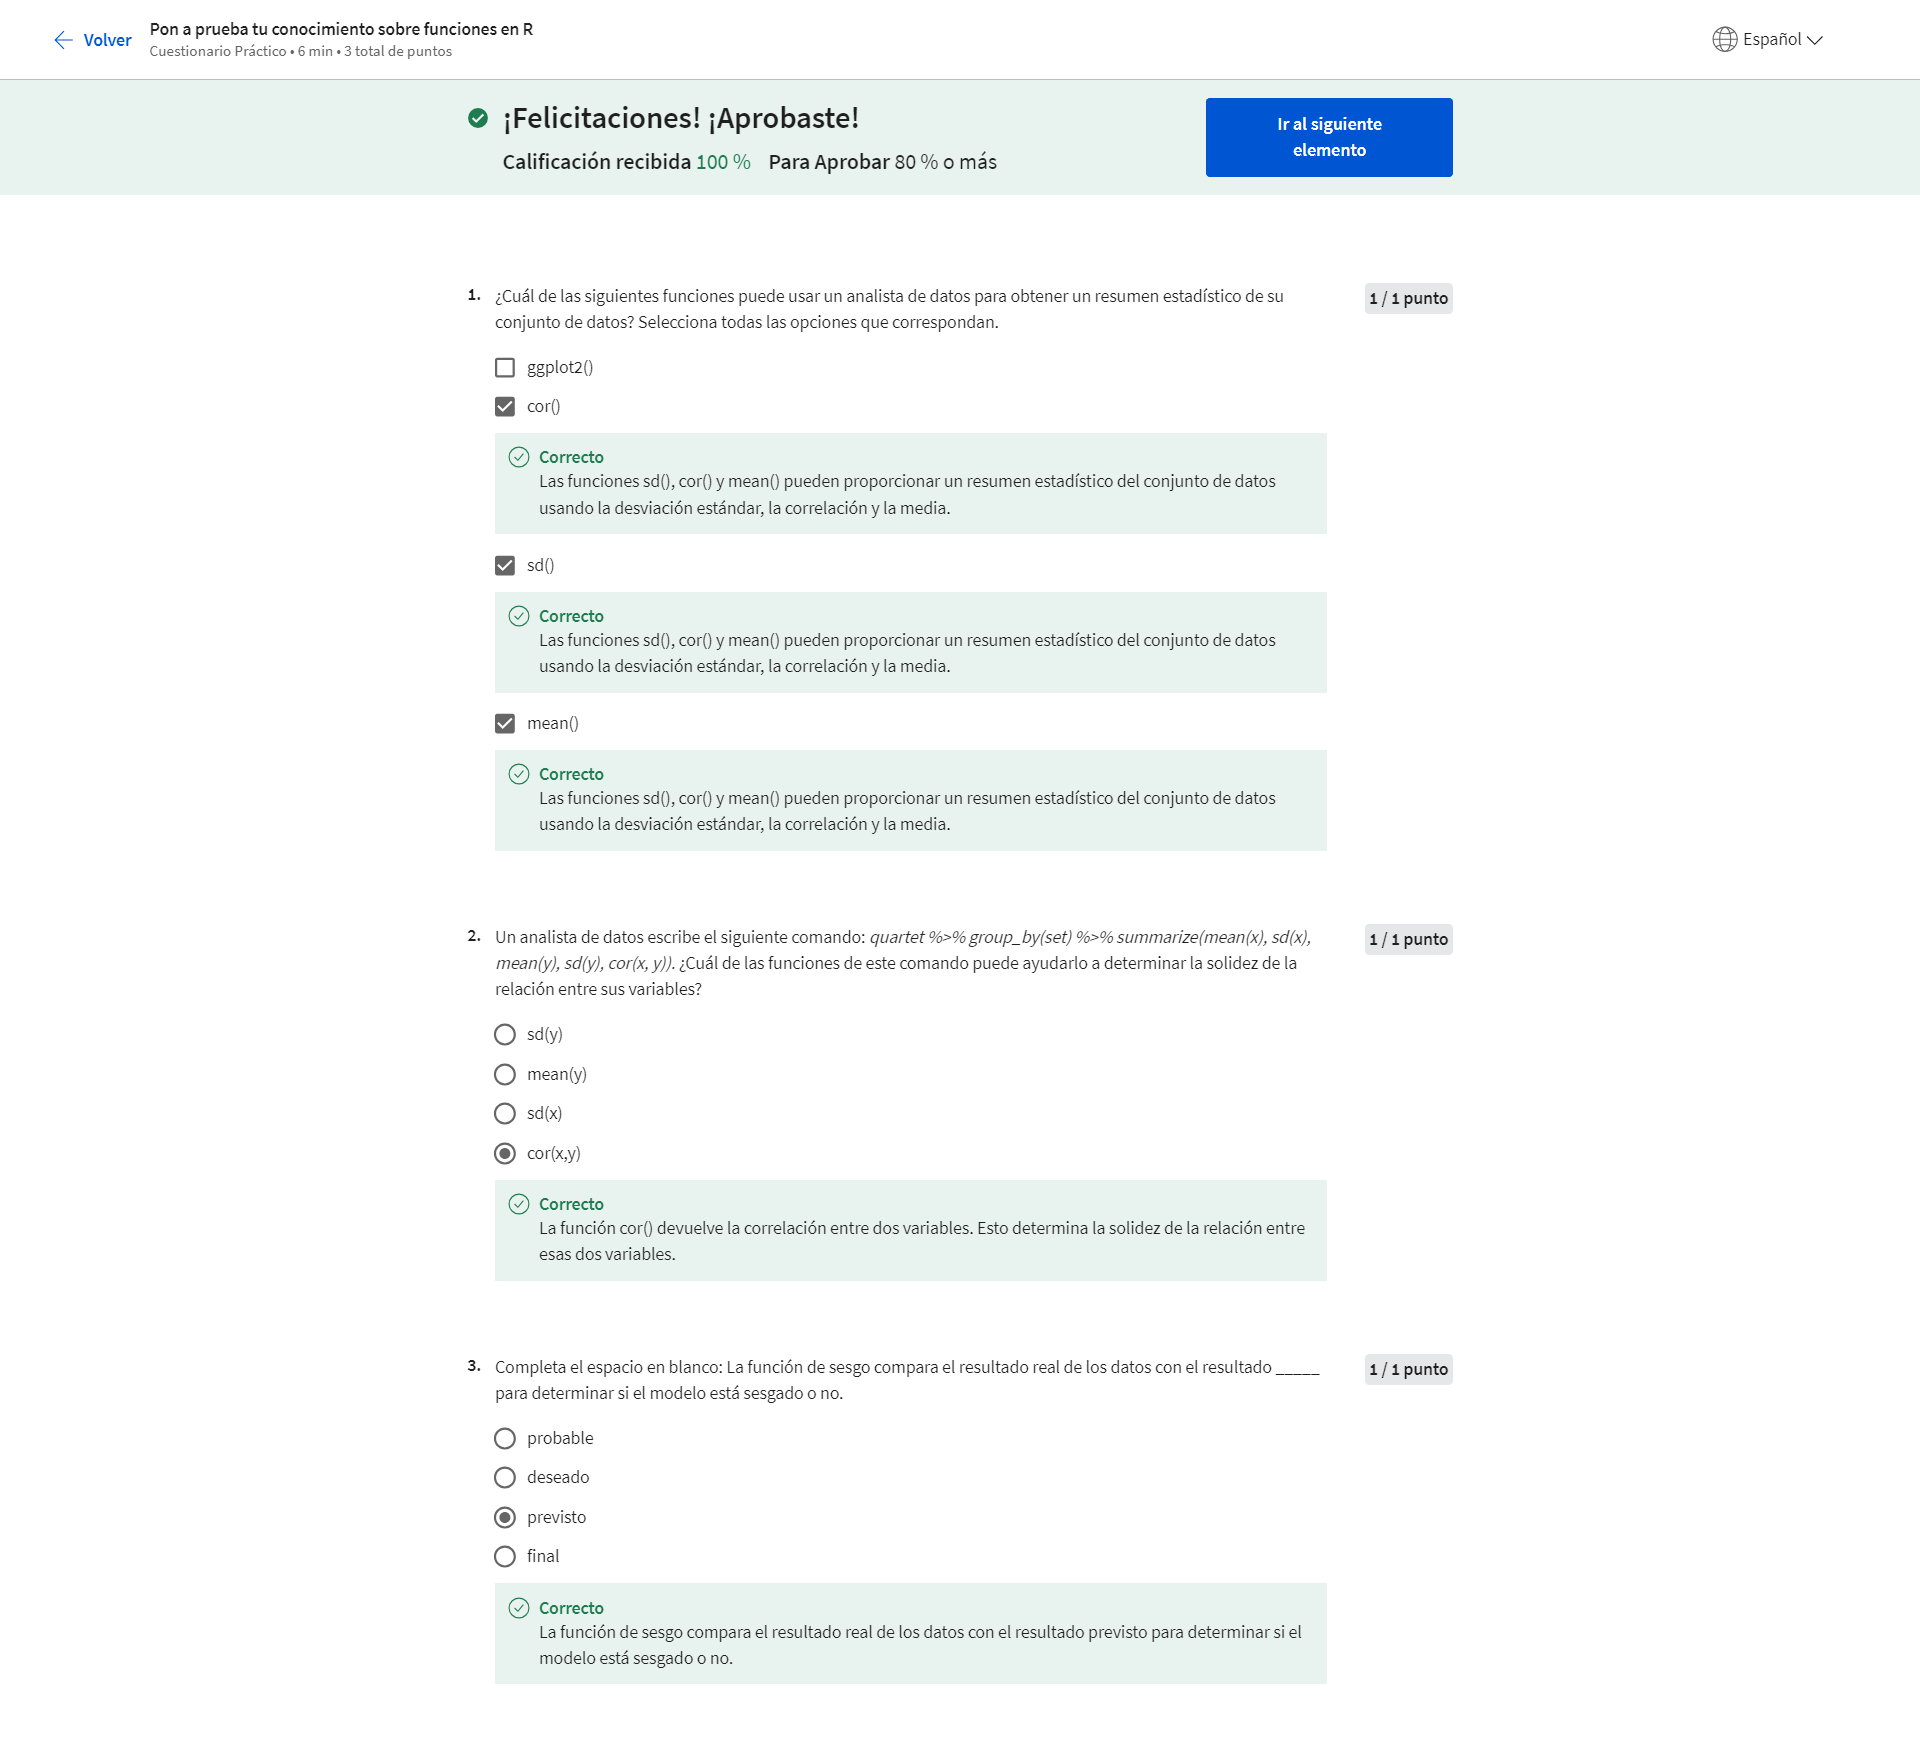 Volver
Pon a prueba tu conocimiento sobre funciones en R
Cuestionario Práctico • 6 min • 3 total de puntos
Español
¡Felicitaciones! ¡Aprobaste!
Calificación recibida 100 % Para Aprobar 80 % o más
Ir al siguiente
elemento
1. ¿Cuál de las siguientes funciones puede usar un analista de datos para obtener un resumen estadístico de su
conjunto de datos? Selecciona todas las opciones que correspondan.
1 / 1 punto
ggplot2()
cor()
Correcto
Las funciones sd(), cor() y mean() pueden proporcionar un resumen estadístico del conjunto de datos
usando la desviación estándar, la correlación y la media.
sd()
Correcto
Las funciones sd(), cor() y mean() pueden proporcionar un resumen estadístico del conjunto de datos
usando la desviación estándar, la correlación y la media.
mean()
Correcto
Las funciones sd(), cor() y mean() pueden proporcionar un resumen estadístico del conjunto de datos
usando la desviación estándar, la correlación y la media.
2. Un analista de datos escribe el siguiente comando: quartet %>% group_by(set) %>% summarize(mean(x), sd(x),
mean(y), sd(y), cor(x, y)). ¿Cuál de las funciones de este comando puede ayudarlo a determinar la solidez de la
relación entre sus variables?
1 / 1 punto
sd(y)
mean(y)
sd(x)
cor(x,y)
Correcto
La función cor() devuelve la correlación entre dos variables. Esto determina la solidez de la relación entre
esas dos variables.
3. Completa el espacio en blanco: La función de sesgo compara el resultado real de los datos con el resultado _____
para determinar si el modelo está sesgado o no.
1 / 1 punto
probable
deseado
previsto
final
Correcto
La función de sesgo compara el resultado real de los datos con el resultado previsto para determinar si el
modelo está sesgado o no.